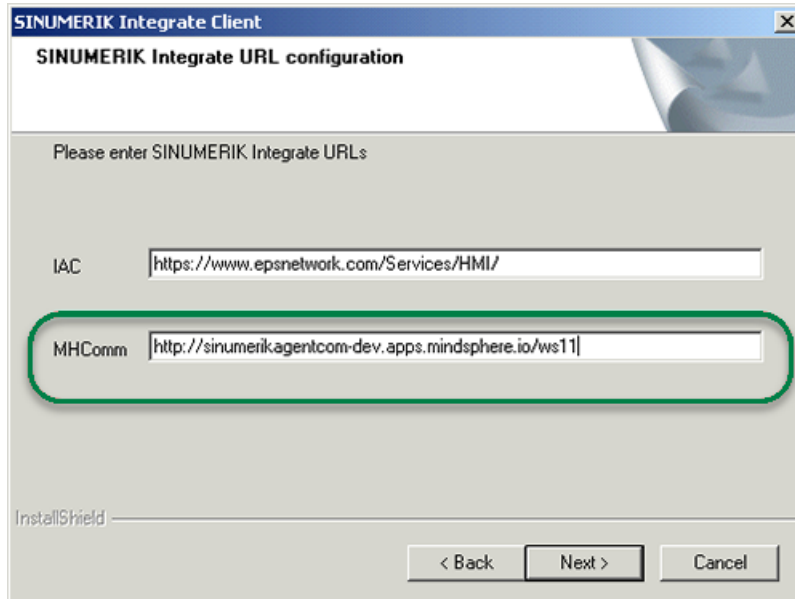 SINUMERIK Integrate Client
SINUMERIK Integrate URL configuration
Please enter SINUMERIK Integrate URLs
IAC https://www.epsnetwork.com/Services/HMI/
MHComm http://sinumerikagentcom-dev.apps.mindsphere.io/ws11
InstallShield
< Back Next > Cancel